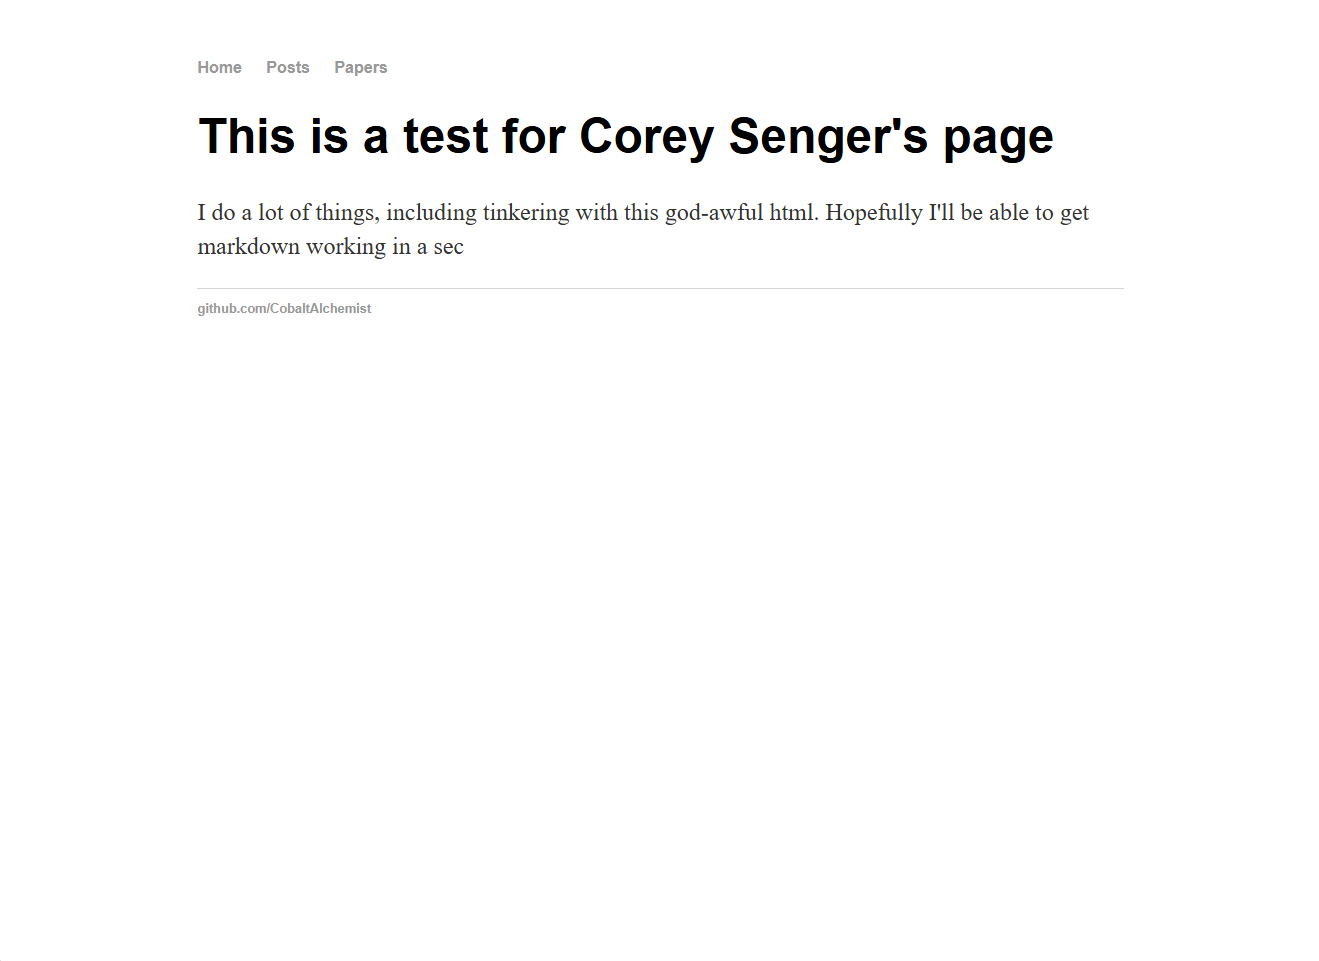 Home Posts Papers
This is a test for Corey Senger's page
I do a lot of things, including tinkering with this god-awful html. Hopefully I'll be able to get
markdown working in a sec
github.com/CobaltAlchemist